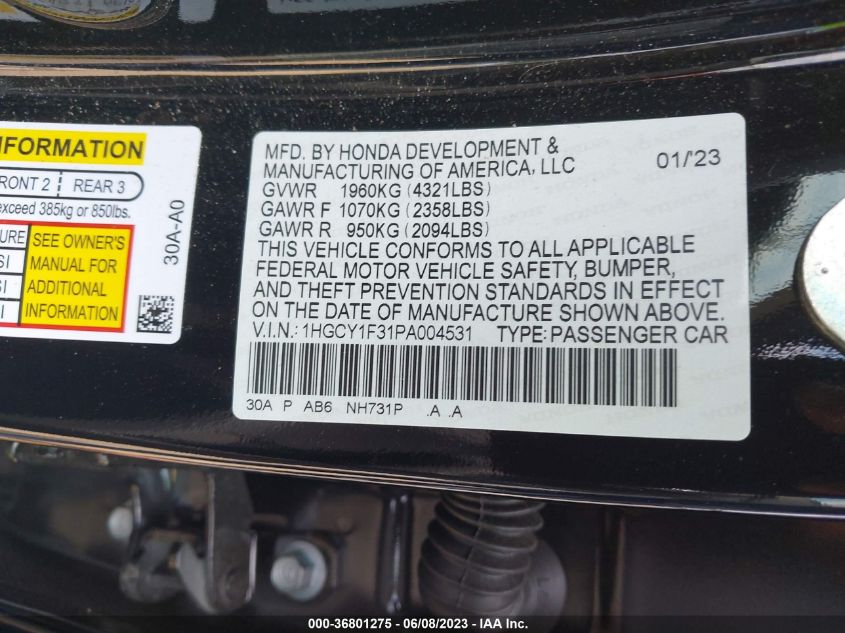 INFORMATION
FRONT 2 REAR 3
exceed 385kg or 850lbs.
SEE OWNER'S
MANUAL FOR
ADDITIONAL
INFORMATION
30A-A0
MFD. BY HONDA DEVELOPMENT &
MANUFACTURING OF AMERICA, LLC 01/'23
GVWR 1960KG (4321LBS)
GAWR F 1070KG (2358LBS)
GAWR R 950KG (2094LBS)
THIS VEHICLE CONFORMS TO ALL APPLICABLE
FEDERAL MOTOR VEHICLE SAFETY, BUMPER,
AND THEFT PREVENTION STANDARDS IN EFFECT
ON THE DATE OF MANUFACTURE SHOWN ABOVE.
V.I.N.: 1HGCY1F31PA004531 TYPE: PASSENGER CAR
30A P AB6 NH731P .A .A
000-36801275 - 06/08/2023 - IAA Inc.